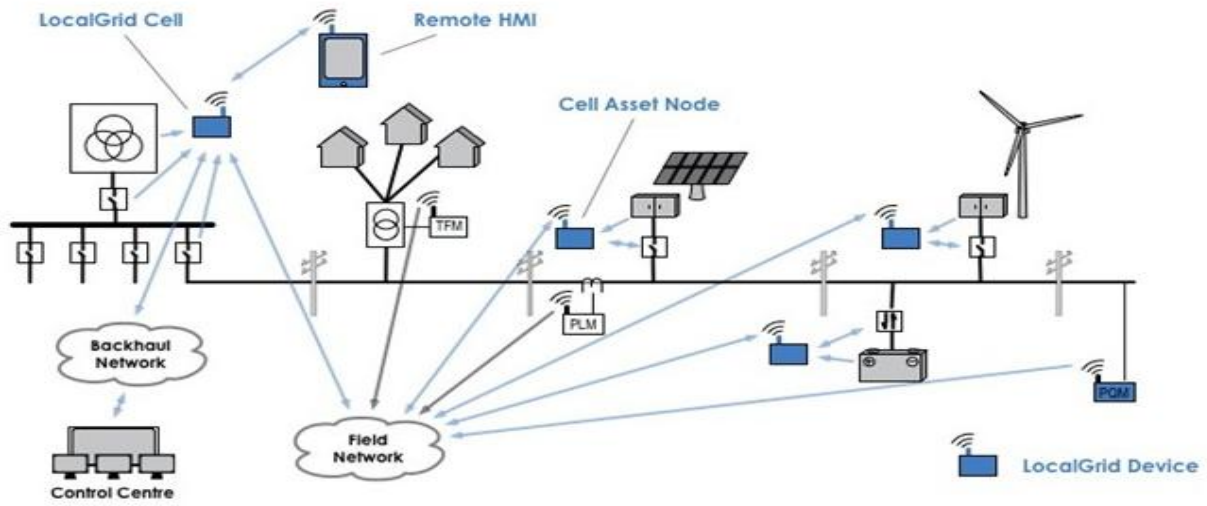 LocalGrid Cell
Remote HMI
Cell Asset Node
TFM
PLM
Backhaul
Network
PQM
Field
Network
LocalGrid Device
Control Centre